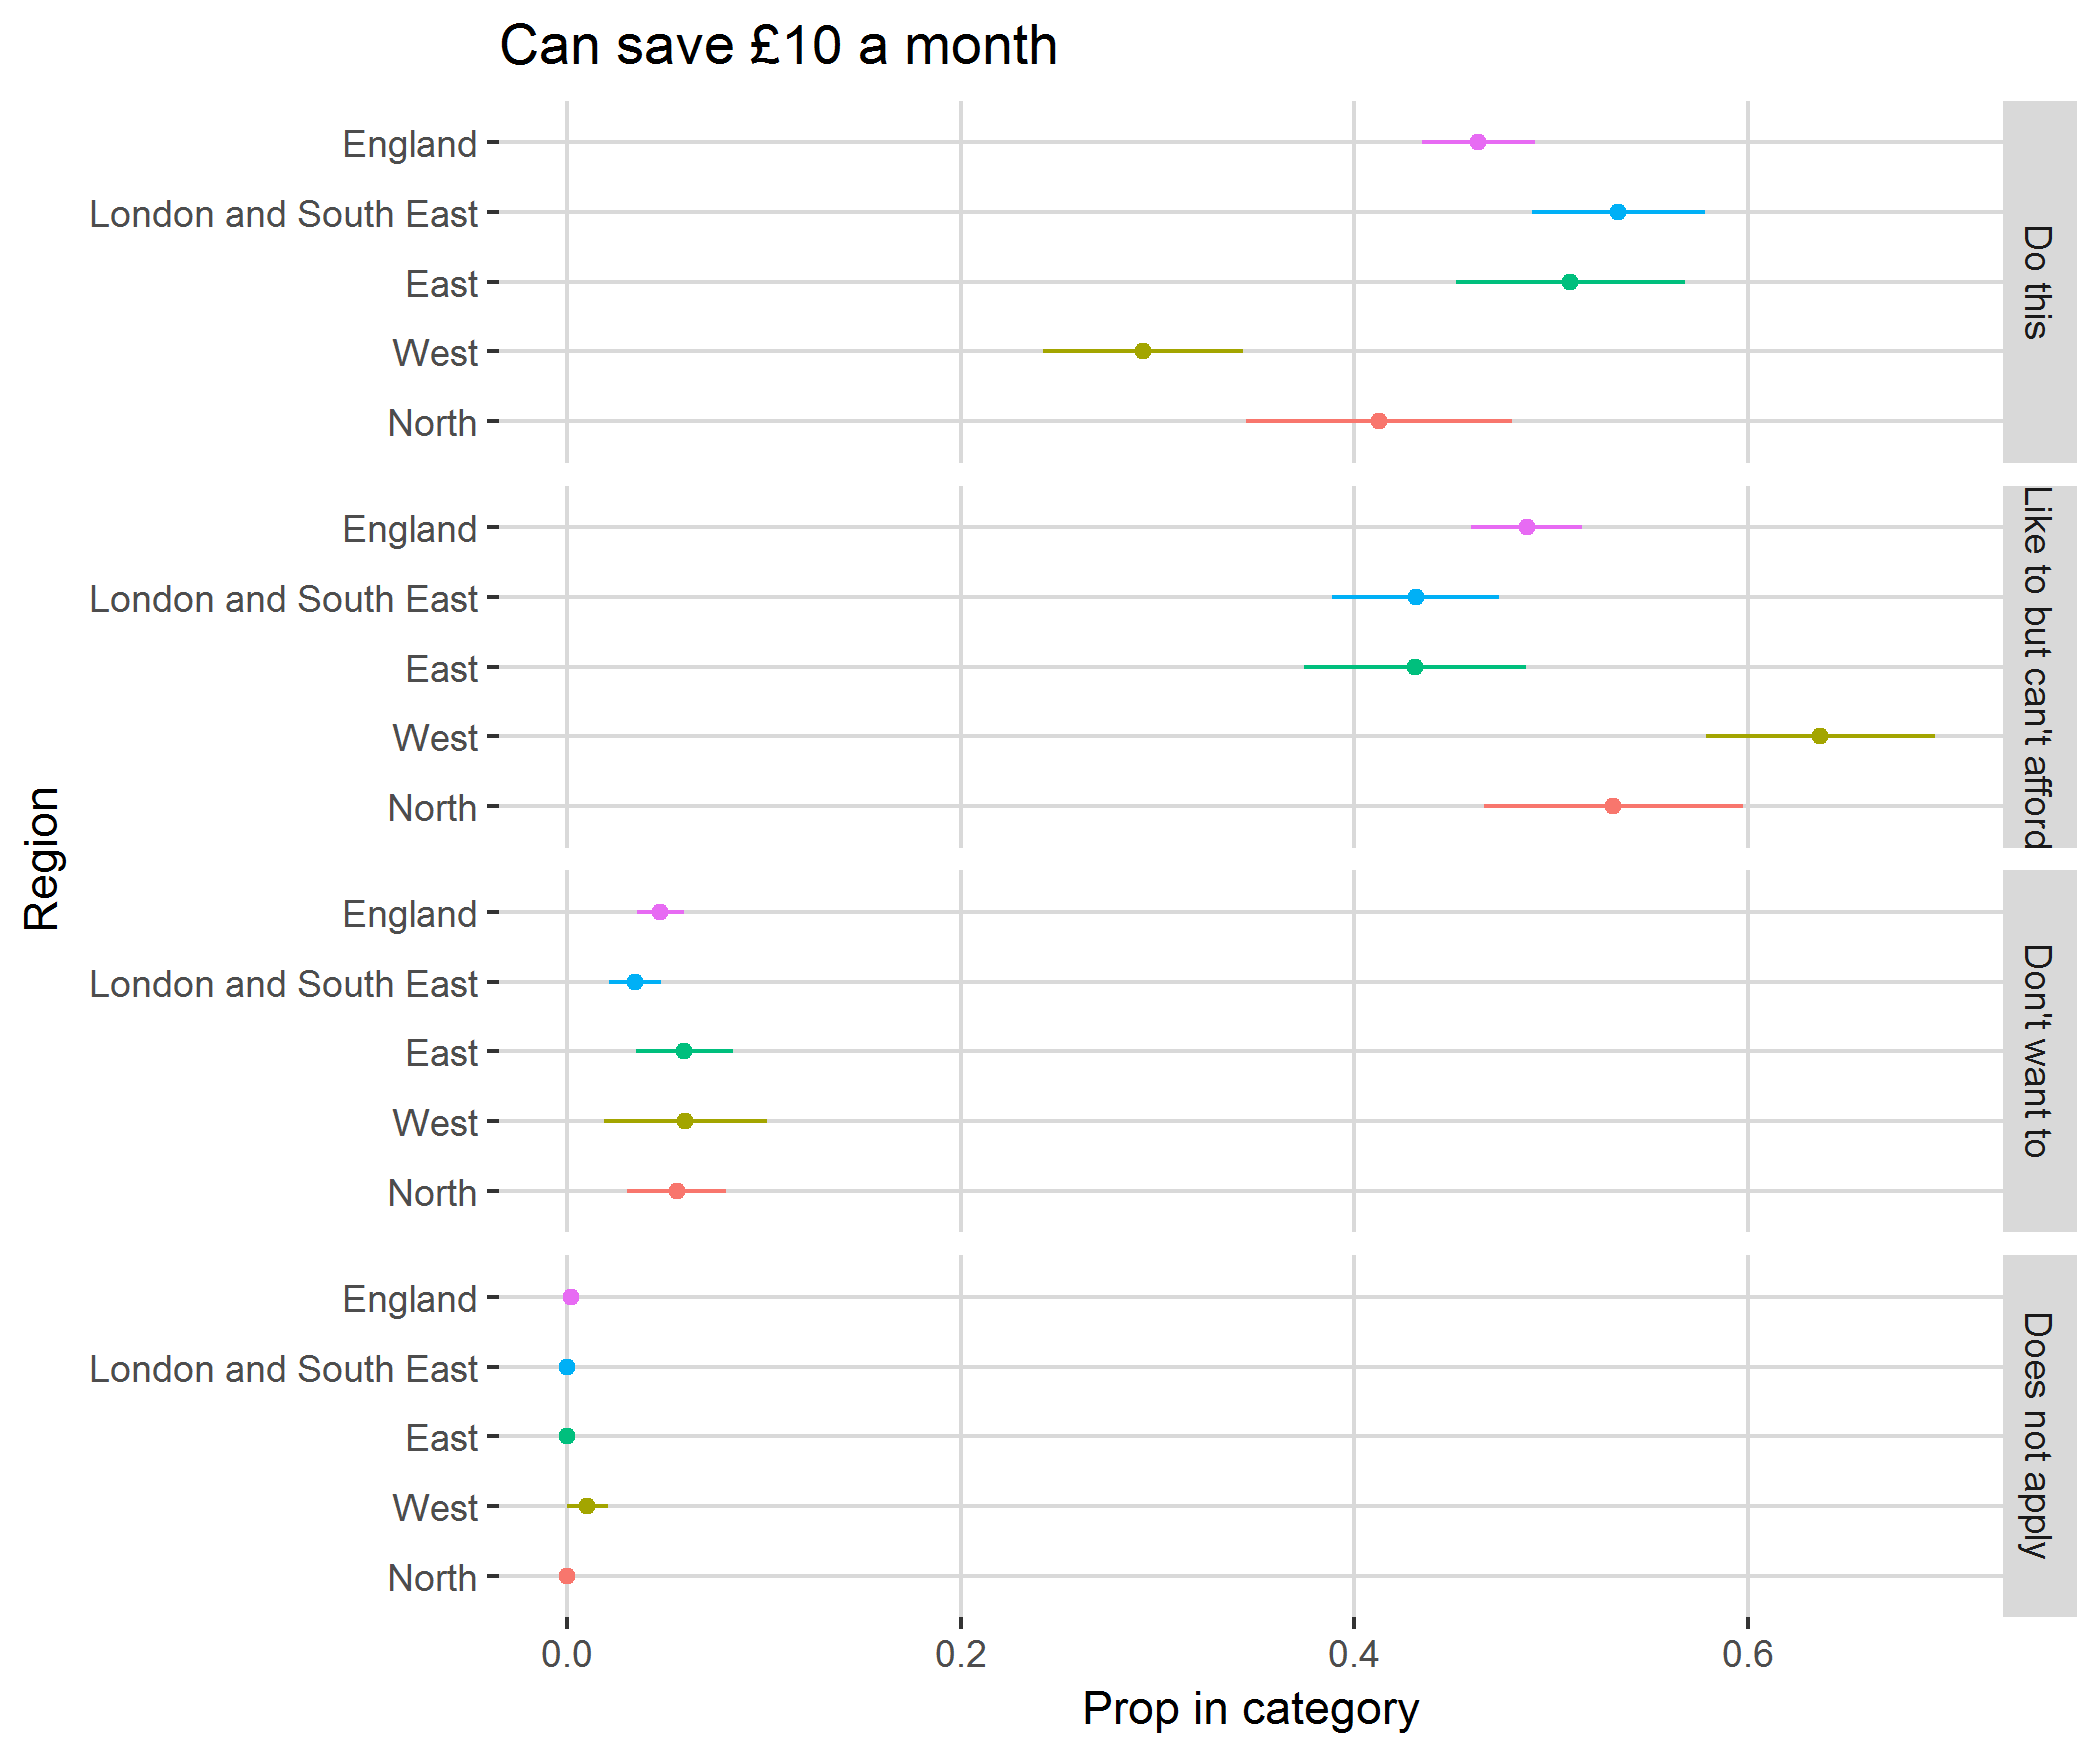 Can save £10 a month
England
London and South East
East
West
North
Do this
England
London and South East
East
West
North
Like to but can't afford
England
London and South East
East
West
North
Don't want to
England
London and South East
East
West
North
Does not apply
0.0 0.2 0.4 0.6
Prop in category
Region